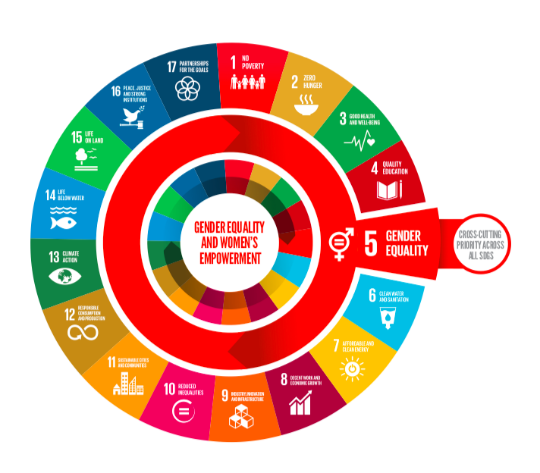 1 NO
POVERTY
2 ZERO
HUNGER
3 GOOD HEALTH
AND WELL-BEING
4 QUALITY
EDUCATION
5 GENDER
EQUALITY
CROSS-CUTTING
PRIORITY ACROSS
ALL SDGS
6 CLEAN WATER
AND SANITATION
7 AFFORDABLE AND
CLEAN ENERGY
8 DECENT WORK AND
ECONOMIC GROWTH
9 INDUSTRY, INNOVATION
AND INFRASTRUCTURE
10 REDUCED
INEQUALITIES
11 SUSTAINABLE CITIES
AND COMMUNITIES
12 RESPONSIBLE
CONSUMPTION
AND PRODUCTION
13 CLIMATE
ACTION
14 LIFE
BELOW WATER
15 LIFE
ON LAND
16 PEACE, JUSTICE
AND STRONG
INSTITUTIONS
17 PARTNERSHIPS
FOR THE GOALS
GENDER EQUALITY
AND WOMEN'S
EMPOWERMENT